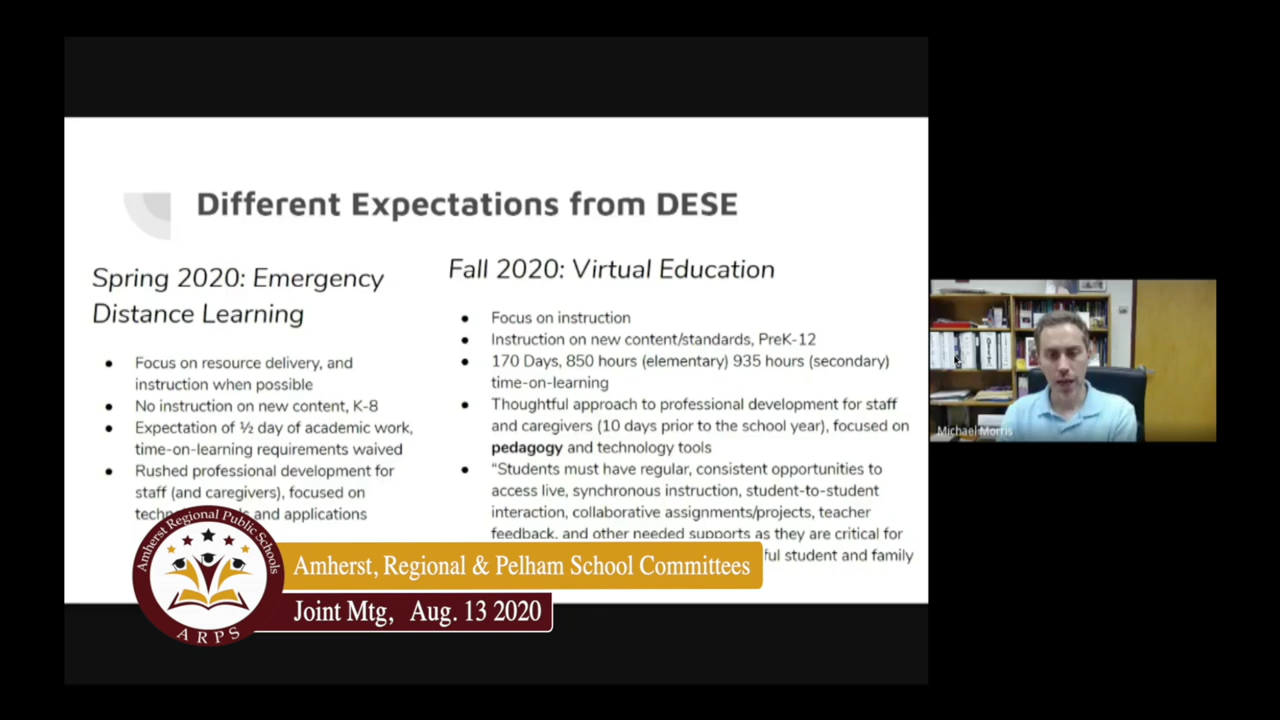 Different Expectations from DESE
Spring 2020: Emergency
Distance Learning
Focus on resource delivery, and
instruction when possible
No instruction on new content, K-8
Expectation of ½ day of academic work,
time-on-learning requirements waived
Rushed professional development for
staff (and caregivers), focused on
and applications
Fall 2020: Virtual Education
Focus on instruction
Instruction on new content/standards, PreK-12
170 Days, 850 hours (elementary) 935 hours (secondary)
time-on-learning
Thoughtful approach to professional development for staff
and caregivers (10 days prior to the school year), focused on
pedagogy and technology tools
“Students must have regular, consistent opportunities to
access live, synchronous instruction, student-to-student
interaction, collaborative assignments/projects, teacher
feedback, and other needed supports as they are critical for
student and family
Michael Morris
Amherst Regional Public Schools
ARPS
Amherst, Regional & Pelham School Committees
Joint Mtg, Aug. 13 2020